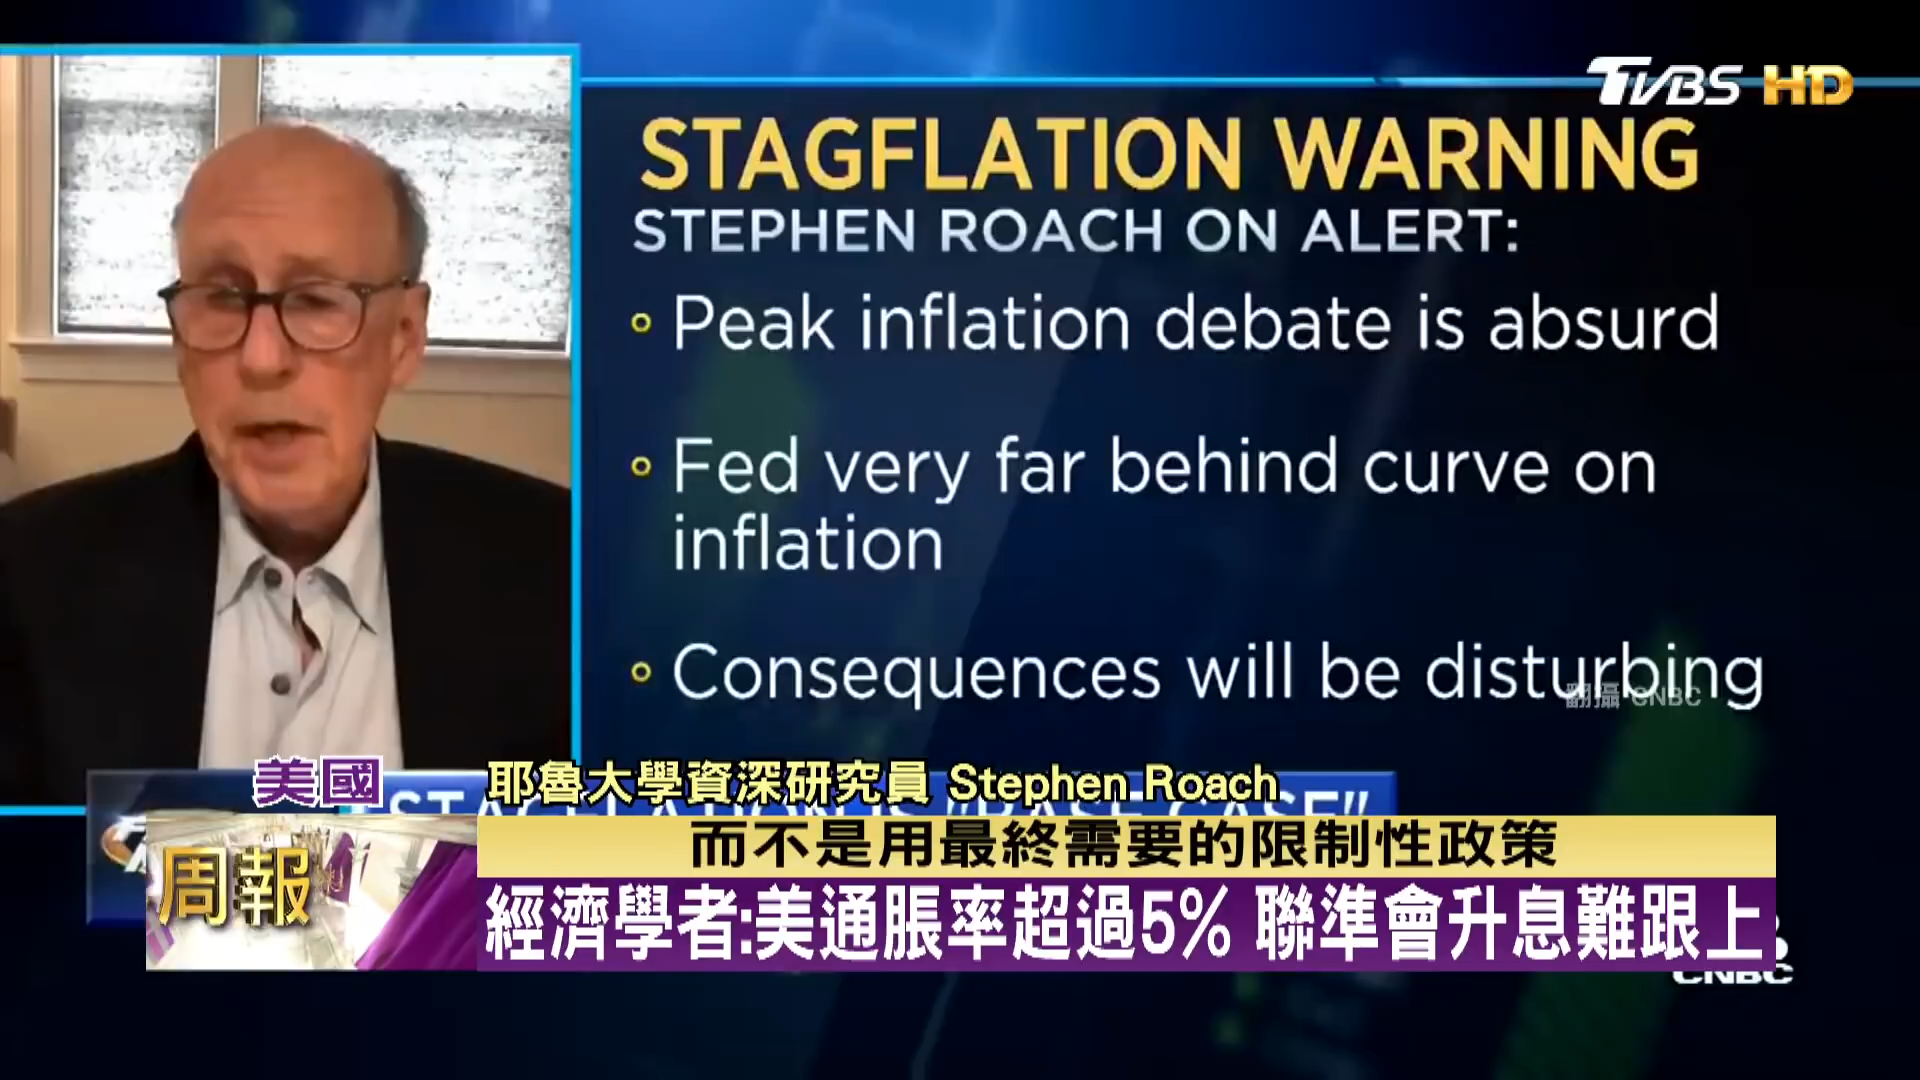 TVBS HD
STAGFLATION WARNING
STEPHEN ROACH ON ALERT:
Peak inflation debate is absurd
Fed very far behind curve on
inflation
Consequences will be disturbing
翻攝 CNBC
美國
耶魯大學資深研究員 Stephen Roach
STAGFLATION IS "BASE CASE"
而不是用最終需要的限制性政策
周報
經濟學者:美通脹率超過5% 聯準會升息難跟上
CNBC